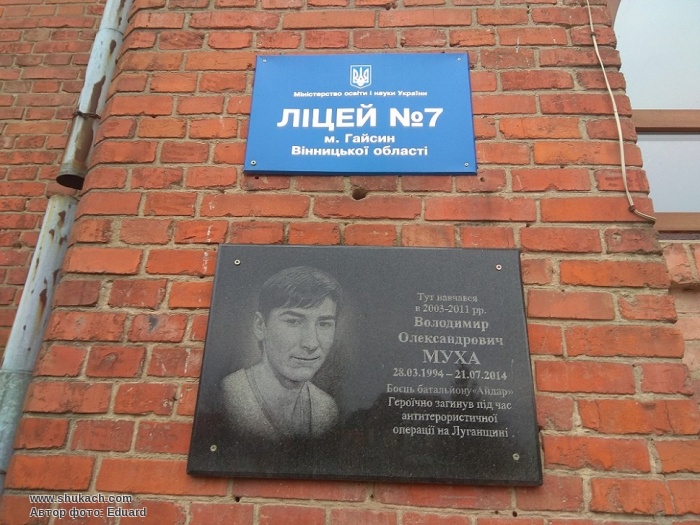 Міністерство освіти і науки України
ЛІЦЕЙ №7
м. Гайсин
Вінницької області
Тут навчався
в 2003-2011 рр.
Володимир
Олександрович
МУХА
28.03.1994 – 21.07.2014
Боєць батальйону «Айдар»
Героїчно загинув під час
антитерористичної
операції на Луганщині
www.shukach.com
Автор фото: Eduard